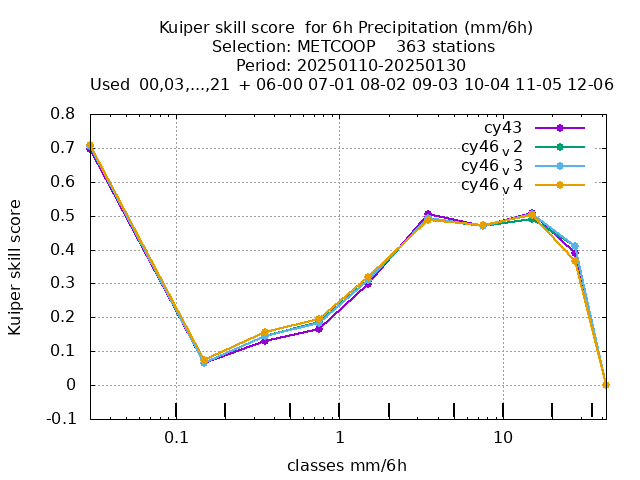 Kuiper skill score  for 6h Precipitation (mm/6h)
Selection: METCOOP    363 stations
Period: 20250110-20250130
Used  00,03,...,21  + 06-00 07-01 08-02 09-03 10-04 11-05 12-06
cy43
cy46v2
cy46v3
cy46v4
0.8
0.7
0.6
0.5
0.4
0.3
0.2
0.1
0
-0.1
Kuiper skill score
0.1 1 10
classes mm/6h